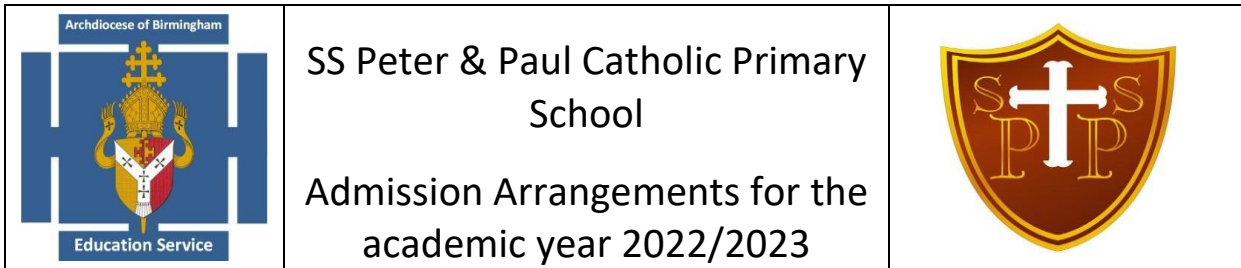 Archdiocese of Birmingham
Education Service
SS Peter & Paul Catholic Primary
School
Admission Arrangements for the
academic year 2022/2023
S S
P P